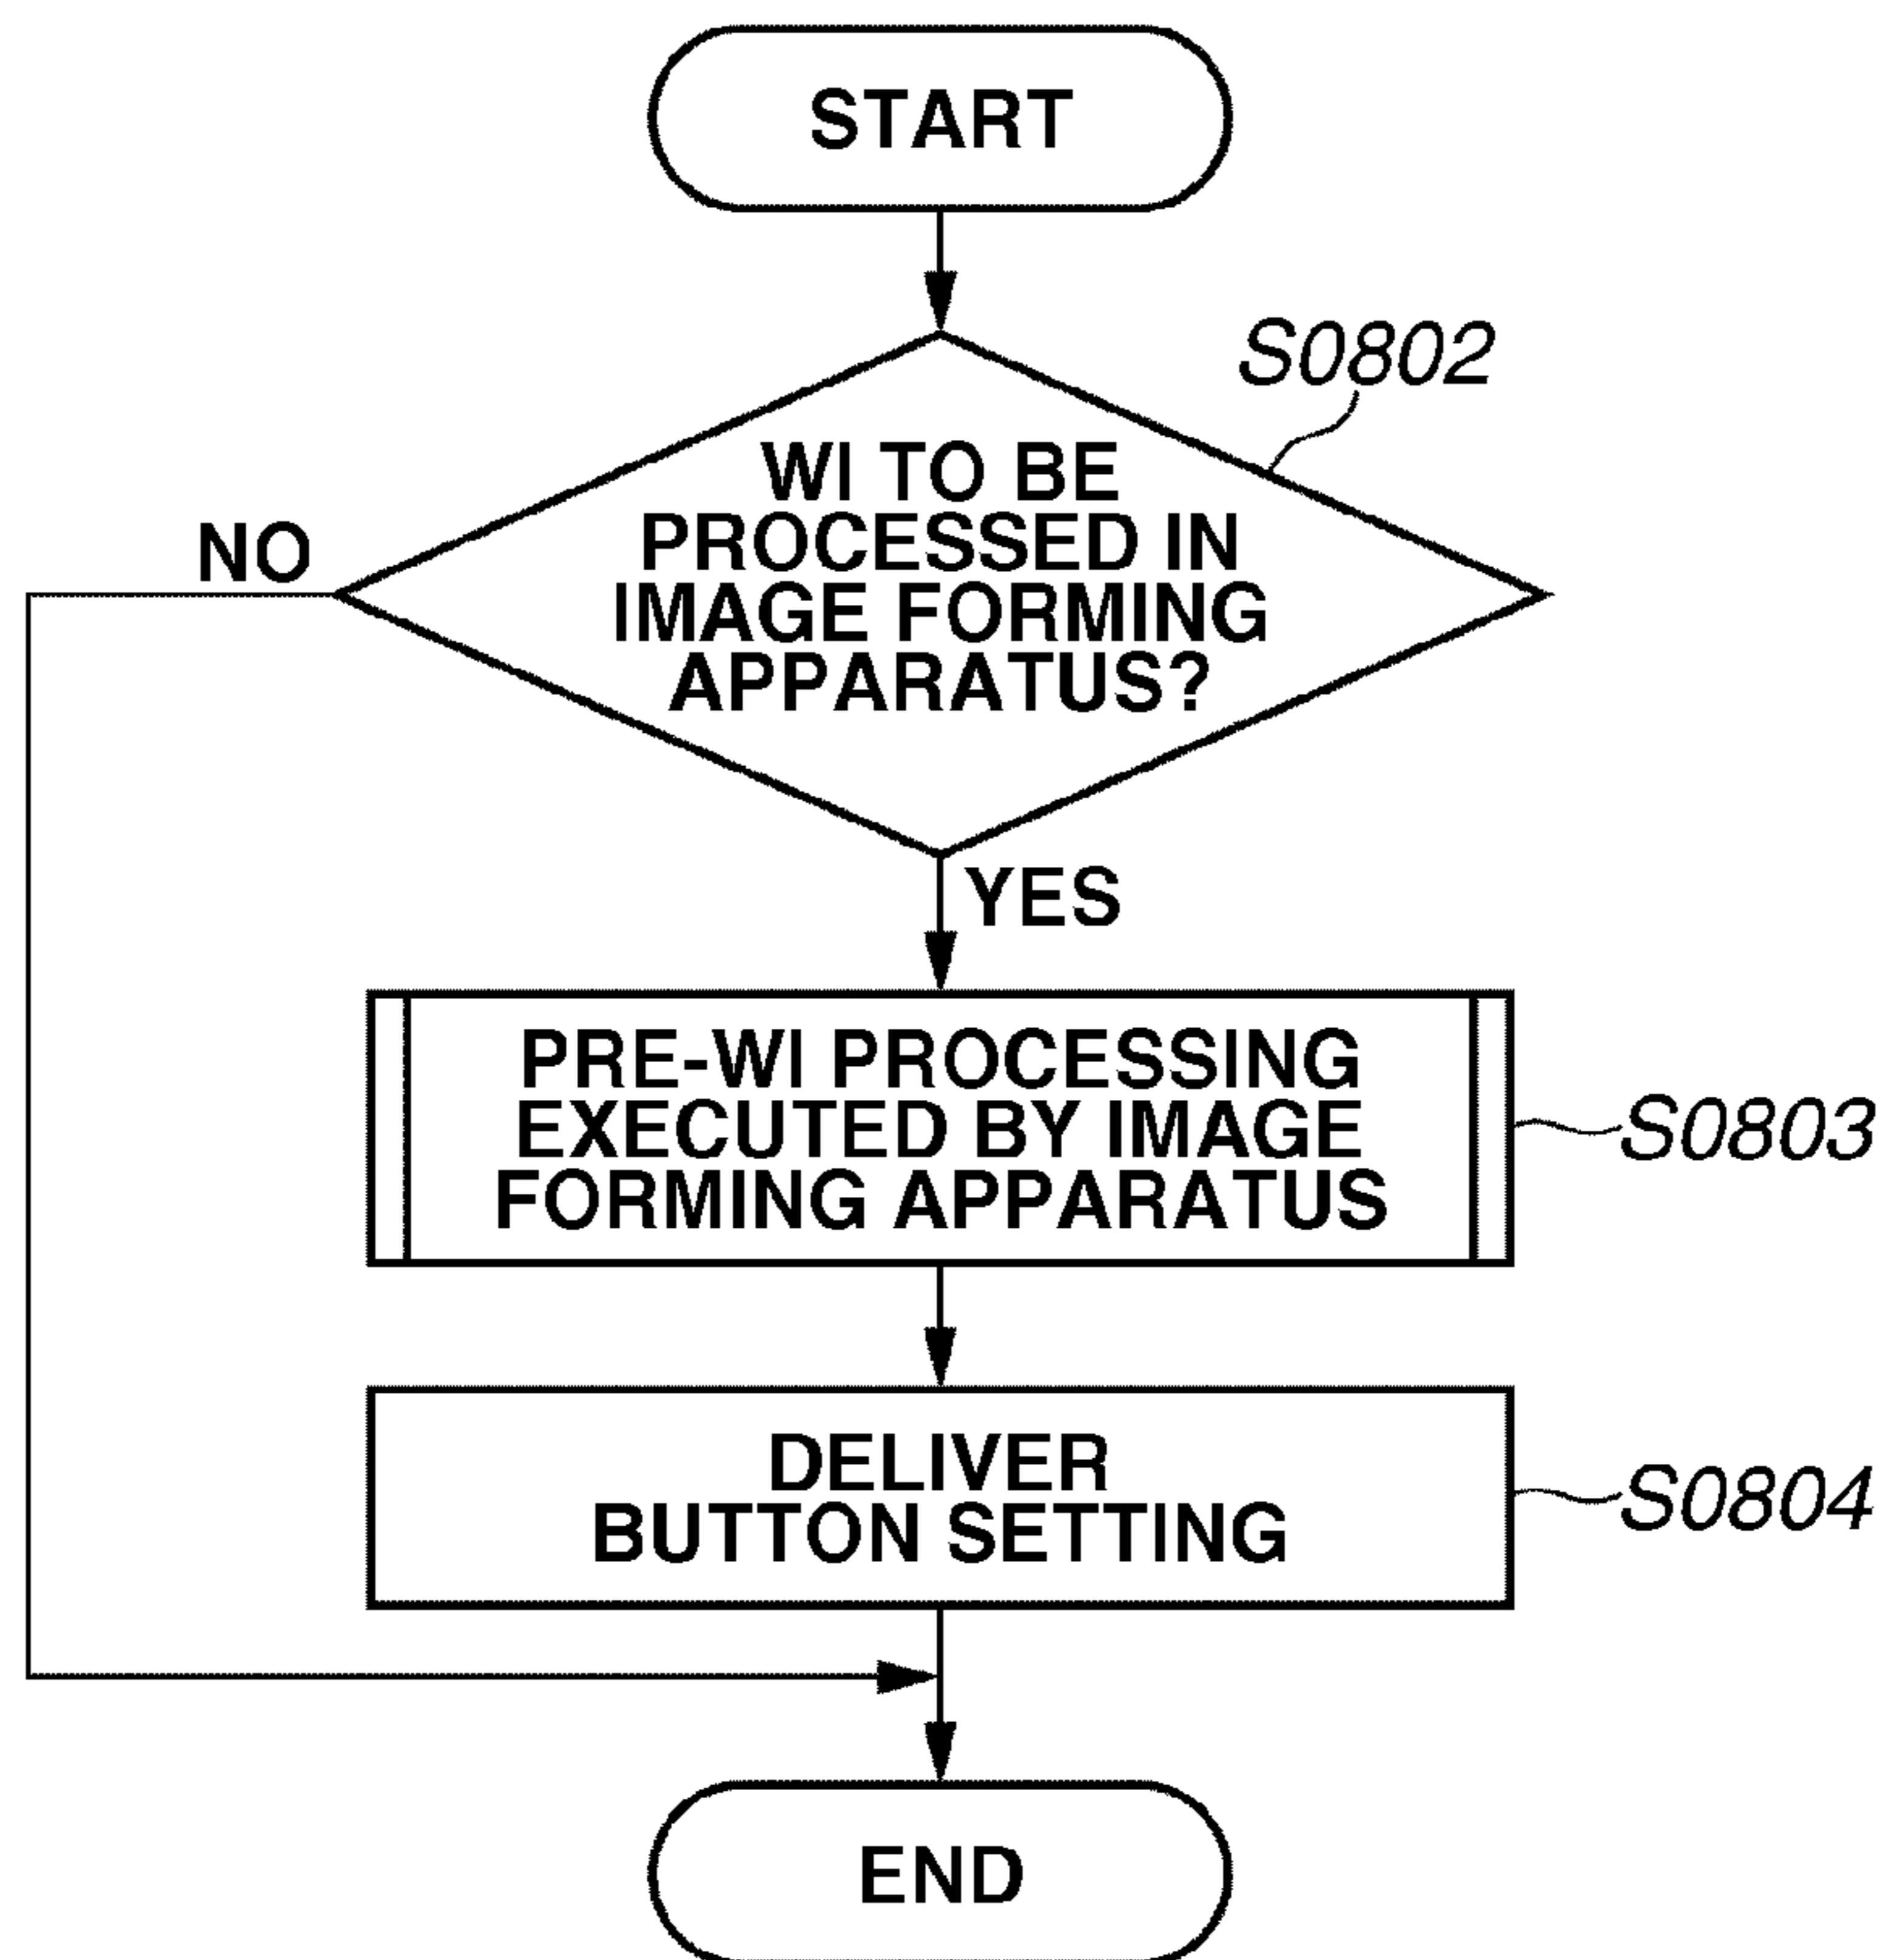 START
S0802
WI TO BE
PROCESSED IN
IMAGE FORMING
APPARATUS?
NO
YES
PRE-WI PROCESSING
EXECUTED BY IMAGE
FORMING APPARATUS
S0803
DELIVER
BUTTON SETTING
S0804
END